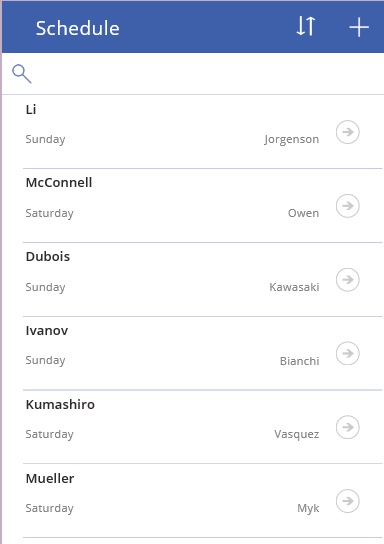 Schedule
Li
Sunday Jorgenson
McConnell
Saturday Owen
Dubois
Sunday Kawasaki
Ivanov
Sunday Bianchi
Kumashiro
Saturday Vasquez
Mueller
Saturday Myk